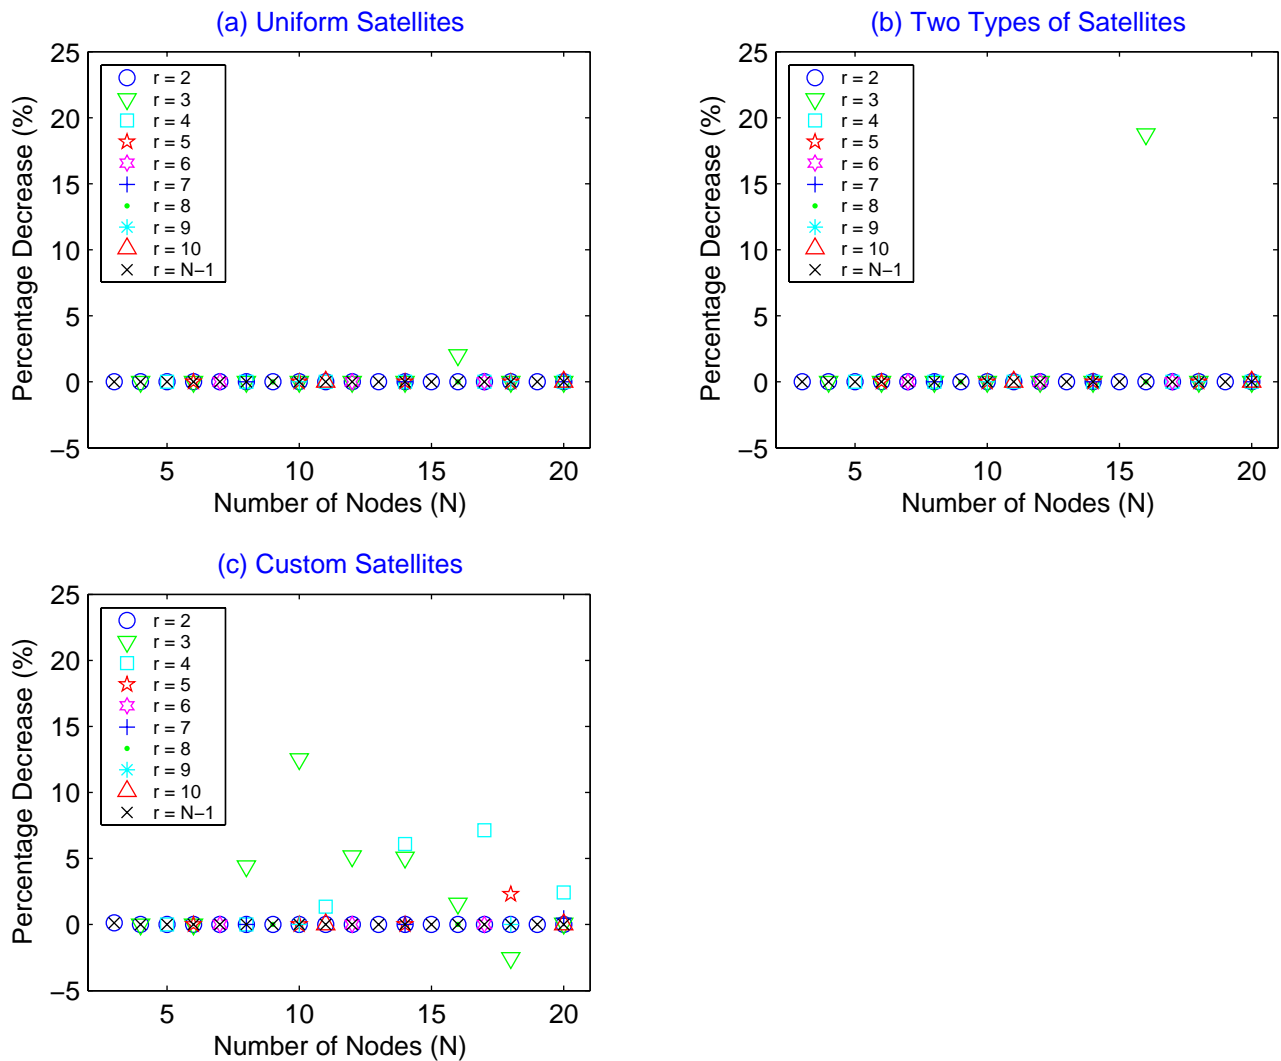 (a) Uniform Satellites
25
20
15
10
5
0
−5
Percentage Decrease (%)
r = 2
r = 3
r = 4
r = 5
r = 6
r = 7
r = 8
r = 9
r = 10
r = N−1
5 10 15 20
Number of Nodes (N)
(b) Two Types of Satellites
25
20
15
10
5
0
−5
Percentage Decrease (%)
r = 2
r = 3
r = 4
r = 5
r = 6
r = 7
r = 8
r = 9
r = 10
r = N−1
5 10 15 20
Number of Nodes (N)
(c) Custom Satellites
25
20
15
10
5
0
−5
Percentage Decrease (%)
r = 2
r = 3
r = 4
r = 5
r = 6
r = 7
r = 8
r = 9
r = 10
r = N−1
5 10 15 20
Number of Nodes (N)